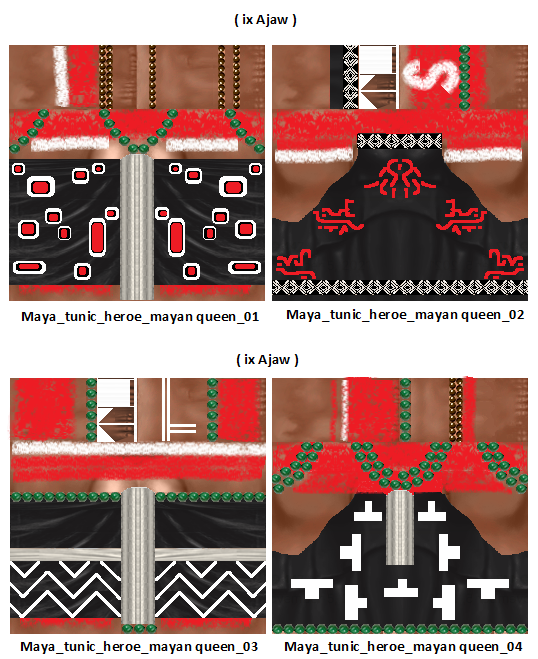 ( ix Ajaw )
Maya_tunic_heroe_mayan queen_01
Maya_tunic_heroe_mayan queen_02
( ix Ajaw )
Maya_tunic_heroe_mayan queen_03
Maya_tunic_heroe_mayan queen_04